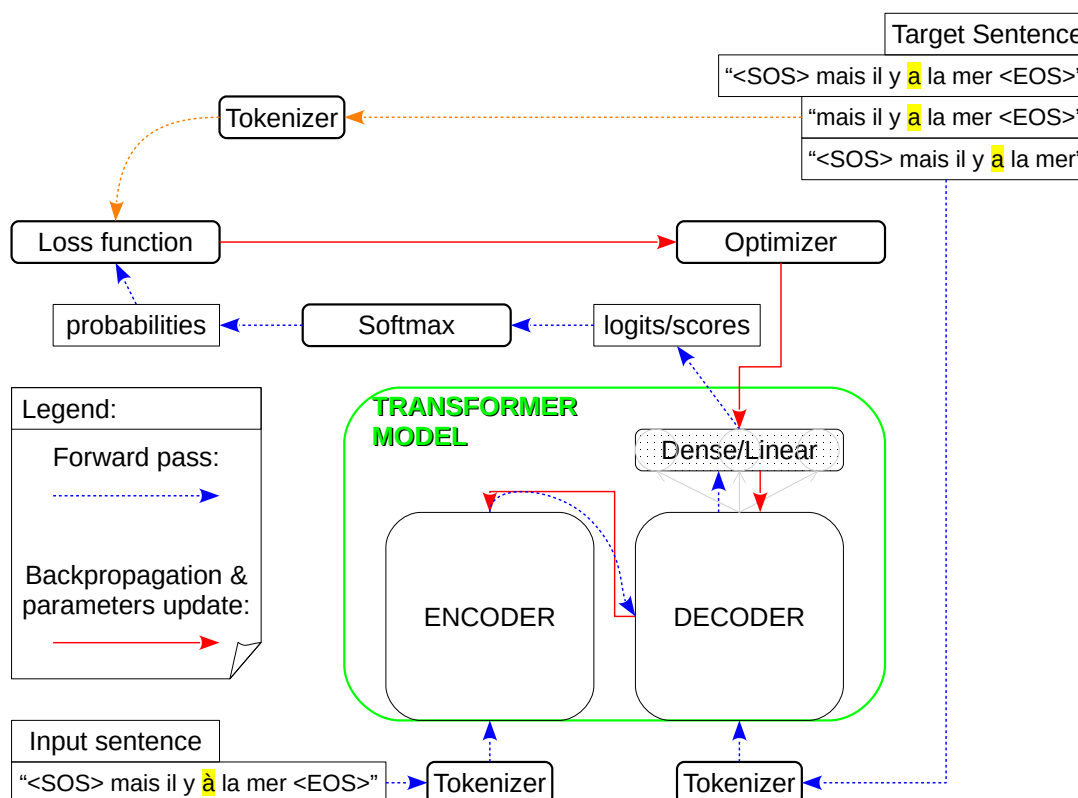 Target Sentence
“<SOS> mais il y a la mer <EOS>”
“mais il y a la mer <EOS>”
“<SOS> mais il y a la mer”
Tokenizer
Loss function
Optimizer
probabilities
Softmax
logits/scores
Legend:
Forward pass:
Backpropagation &
parameters update:
TRANSFORMER
MODEL
Dense/Linear
ENCODER
DECODER
Input sentence
“<SOS> mais il y à la mer <EOS>”
Tokenizer
Tokenizer